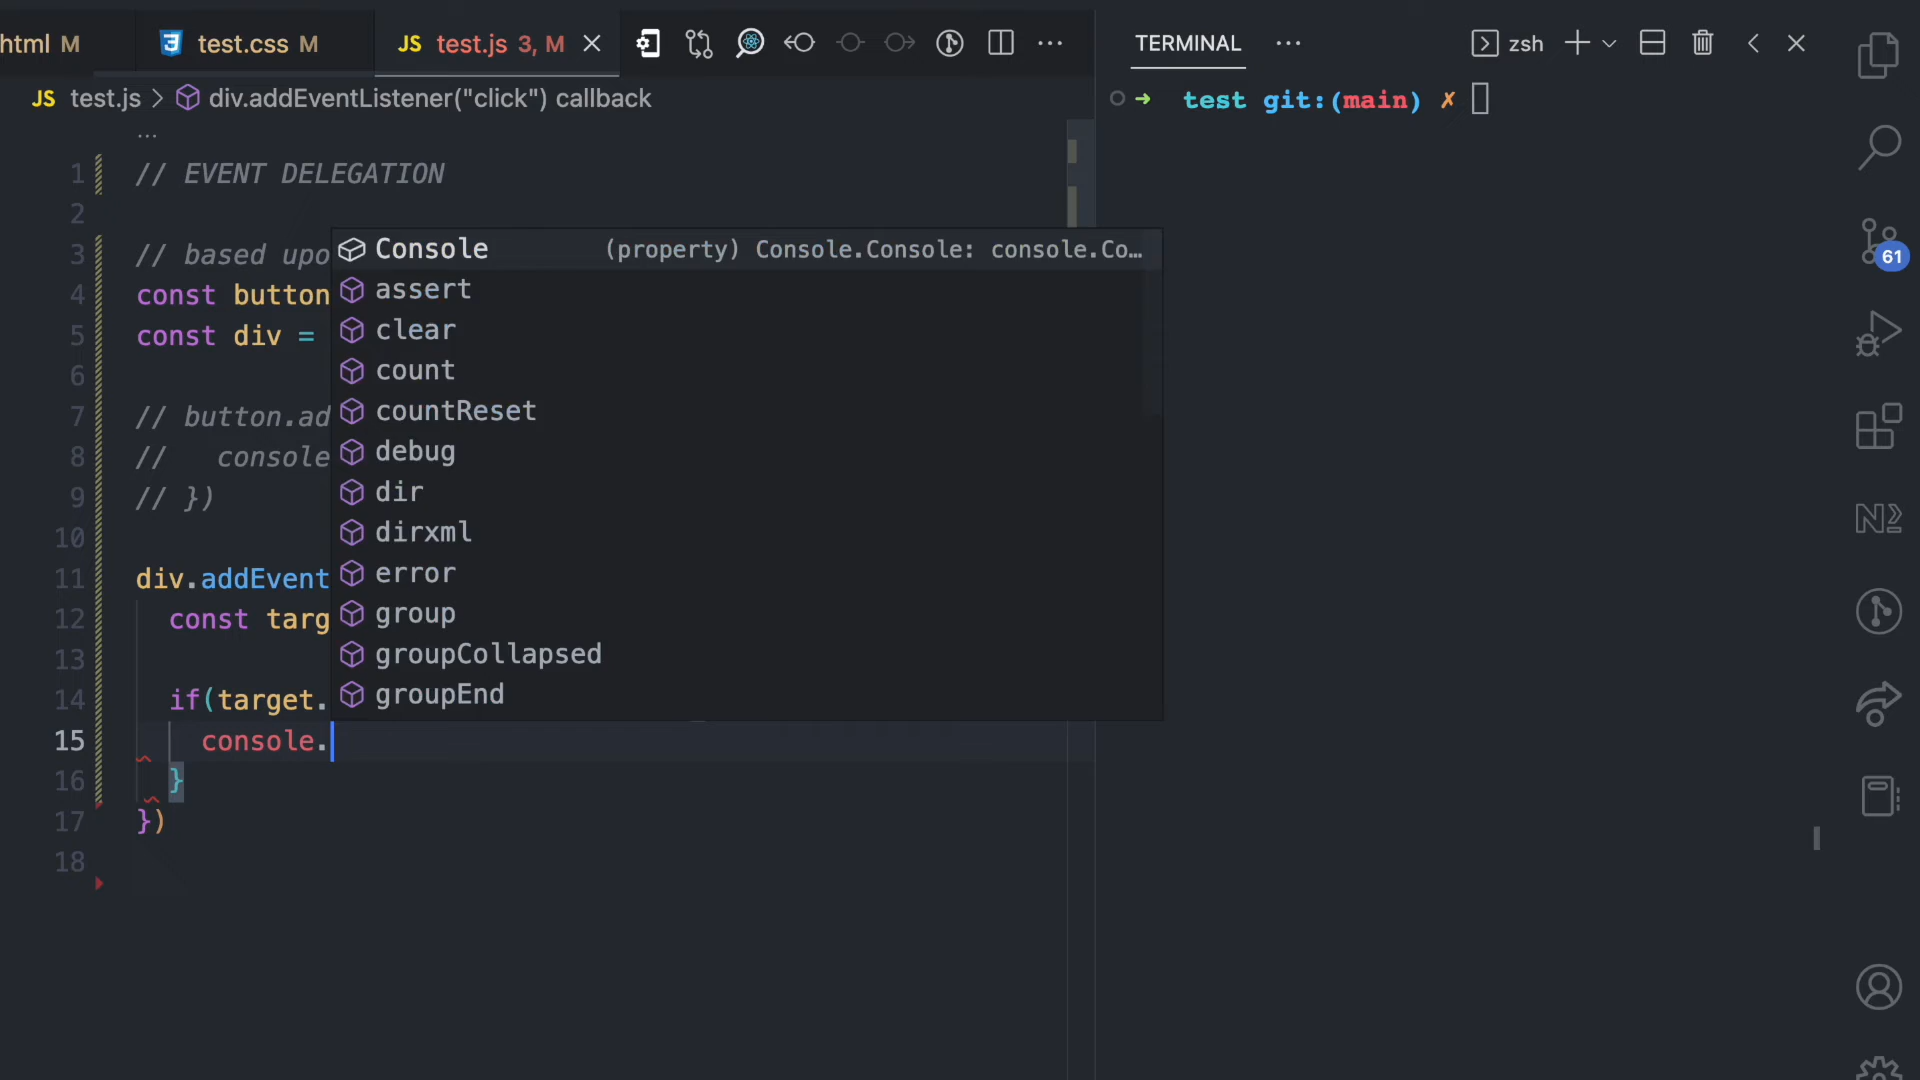 html M
test.css M
JS test.js 3, M
TERMINAL
zsh
JS test.js > div.addEventListener("click") callback
test git:(main) ✗
...
1 // EVENT DELEGATION
2
3 // based upo
4 const button
5 const div =
6
7 // button.ad
8 //   console
9 // })
10
11 div.addEvent
12 const targ
13
14 if(target.
15 console.
16 }
17 })
18
Console (property) Console.Console: console.Co…
assert
clear
count
countReset
debug
dir
dirxml
error
group
groupCollapsed
groupEnd
61